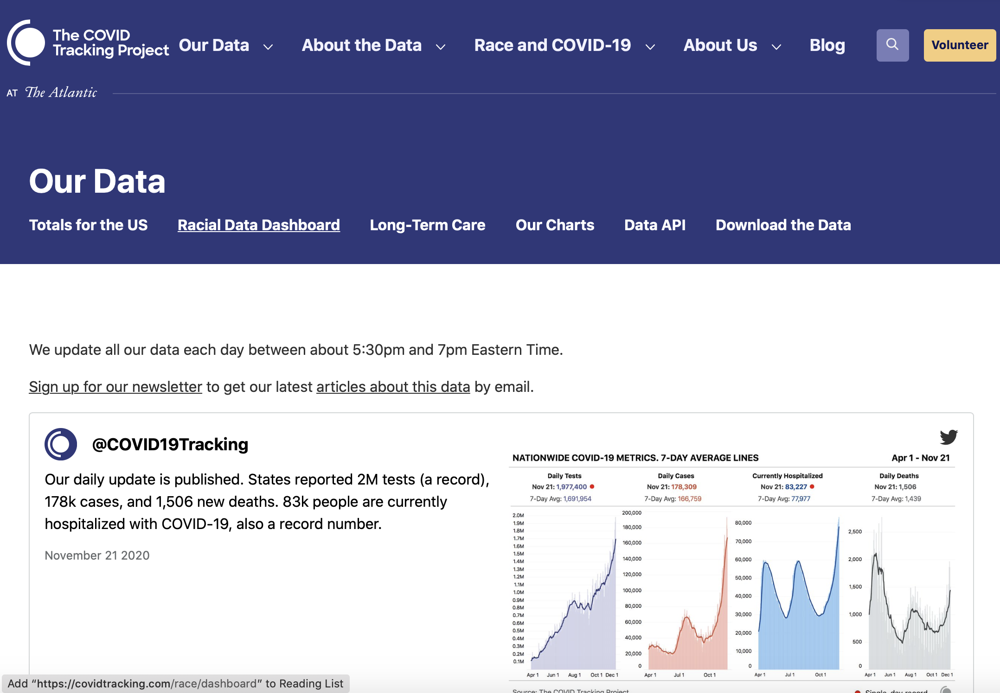 The COVID
Tracking Project
Our Data
About the Data
Race and COVID-19
About Us
Blog
Volunteer
AT The Atlantic
Our Data
Totals for the US
Racial Data Dashboard
Long-Term Care
Our Charts
Data API
Download the Data
We update all our data each day between about 5:30pm and 7pm Eastern Time.
Sign up for our newsletter to get our latest articles about this data by email.
@COVID19Tracking
Our daily update is published. States reported 2M tests (a record),
178k cases, and 1,506 new deaths. 83k people are currently
hospitalized with COVID-19, also a record number.
November 21 2020
NATIONWIDE COVID-19 METRICS. 7-DAY AVERAGE LINES
Apr 1 - Nov 21
Daily Tests
Nov 21: 1,977,400
7-Day Avg: 1,691,954
2.0M
1.9M
1.8M
1.7M
1.6M
1.5M
1.4M
1.3M
1.2M
1.1M
1.0M
0.9M
0.8M
0.7M
0.6M
0.5M
0.4M
0.3M
0.2M
0.1M
Apr 1 Jun 1 Aug 1 Oct 1 Dec 1
Daily Cases
Nov 21: 178,309
7-Day Avg: 166,759
200,000
180,000
160,000
140,000
120,000
100,000
80,000
60,000
40,000
20,000
0
Apr 1 Jul 1 Oct 1
Currently Hospitalized
Nov 21: 83,227
7-Day Avg: 77,977
80,000
70,000
60,000
50,000
40,000
30,000
20,000
10,000
0
Apr 1 Jul 1 Oct 1
Daily Deaths
Nov 21: 1,506
7-Day Avg: 1,439
2,500
2,000
1,500
1,000
500
0
Apr 1 Jun 1 Aug 1 Oct 1 Dec 1
Source: The COVID Tracking Project
Single-day record
Add “https://covidtracking.com/race/dashboard” to Reading List